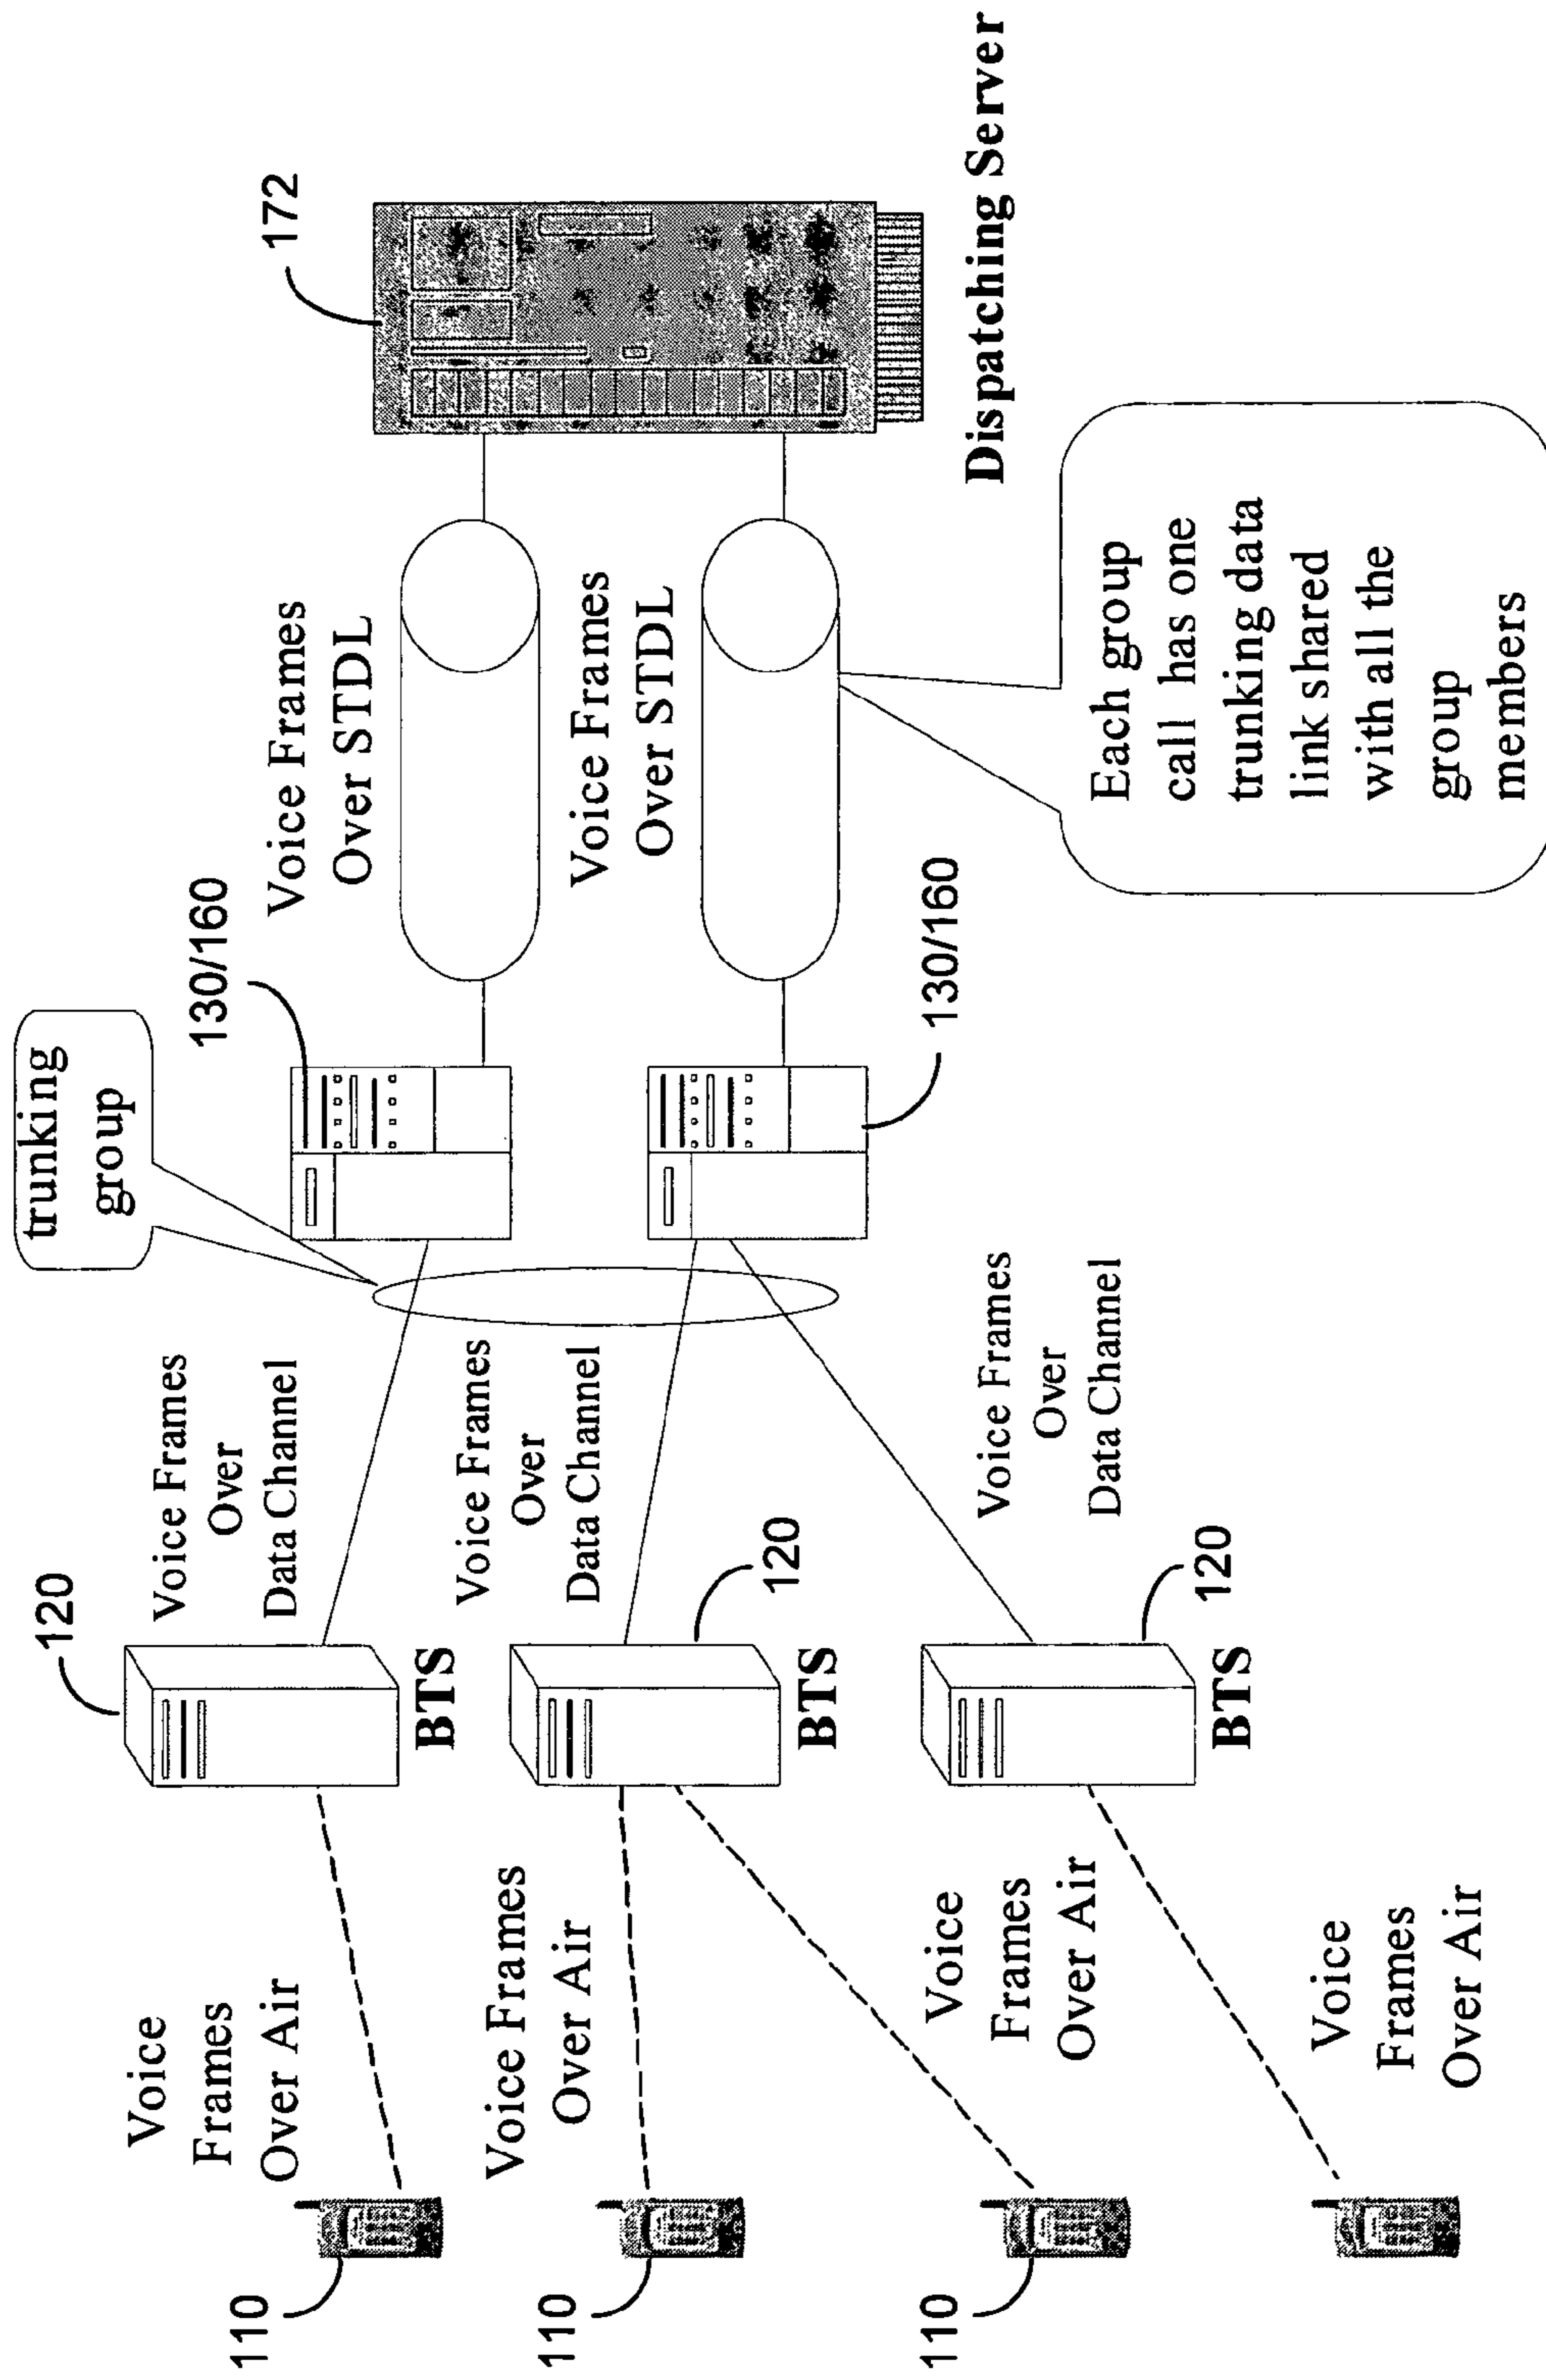 trunking
group
172
130/160
Voice Frames
Over STDL
120
Voice Frames
Over
Data Channel
Voice
Frames
Over Air
110
BTS
Voice Frames
Over
Data Channel
Voice Frames
Over STDL
Voice Frames
Over Air
110
120
BTS
130/160
Dispatching Server
Voice Frames
Over
Data Channel
Voice
Frames
Over Air
110
120
BTS
Each group
call has one
trunking data
link shared
with all the
group
members
Voice
Frames
Over Air